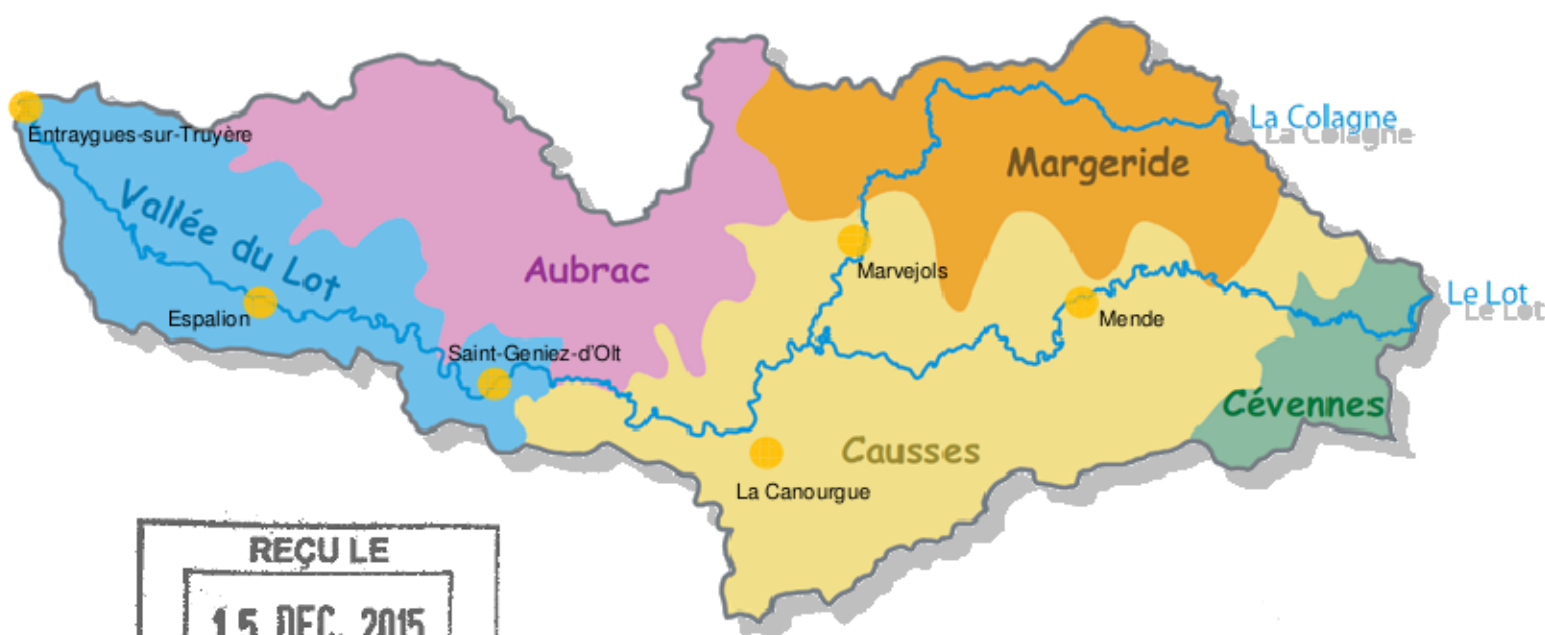 La Colagne
Entraygues-sur-Truyère
Margeride
Vallée du Lot
Aubrac
Marvejols
Le Lot
Espalion
Mende
Saint-Geniez-d'Olt
Cévennes
Causses
La Canourgue
REÇU LE
15 DEC. 2015